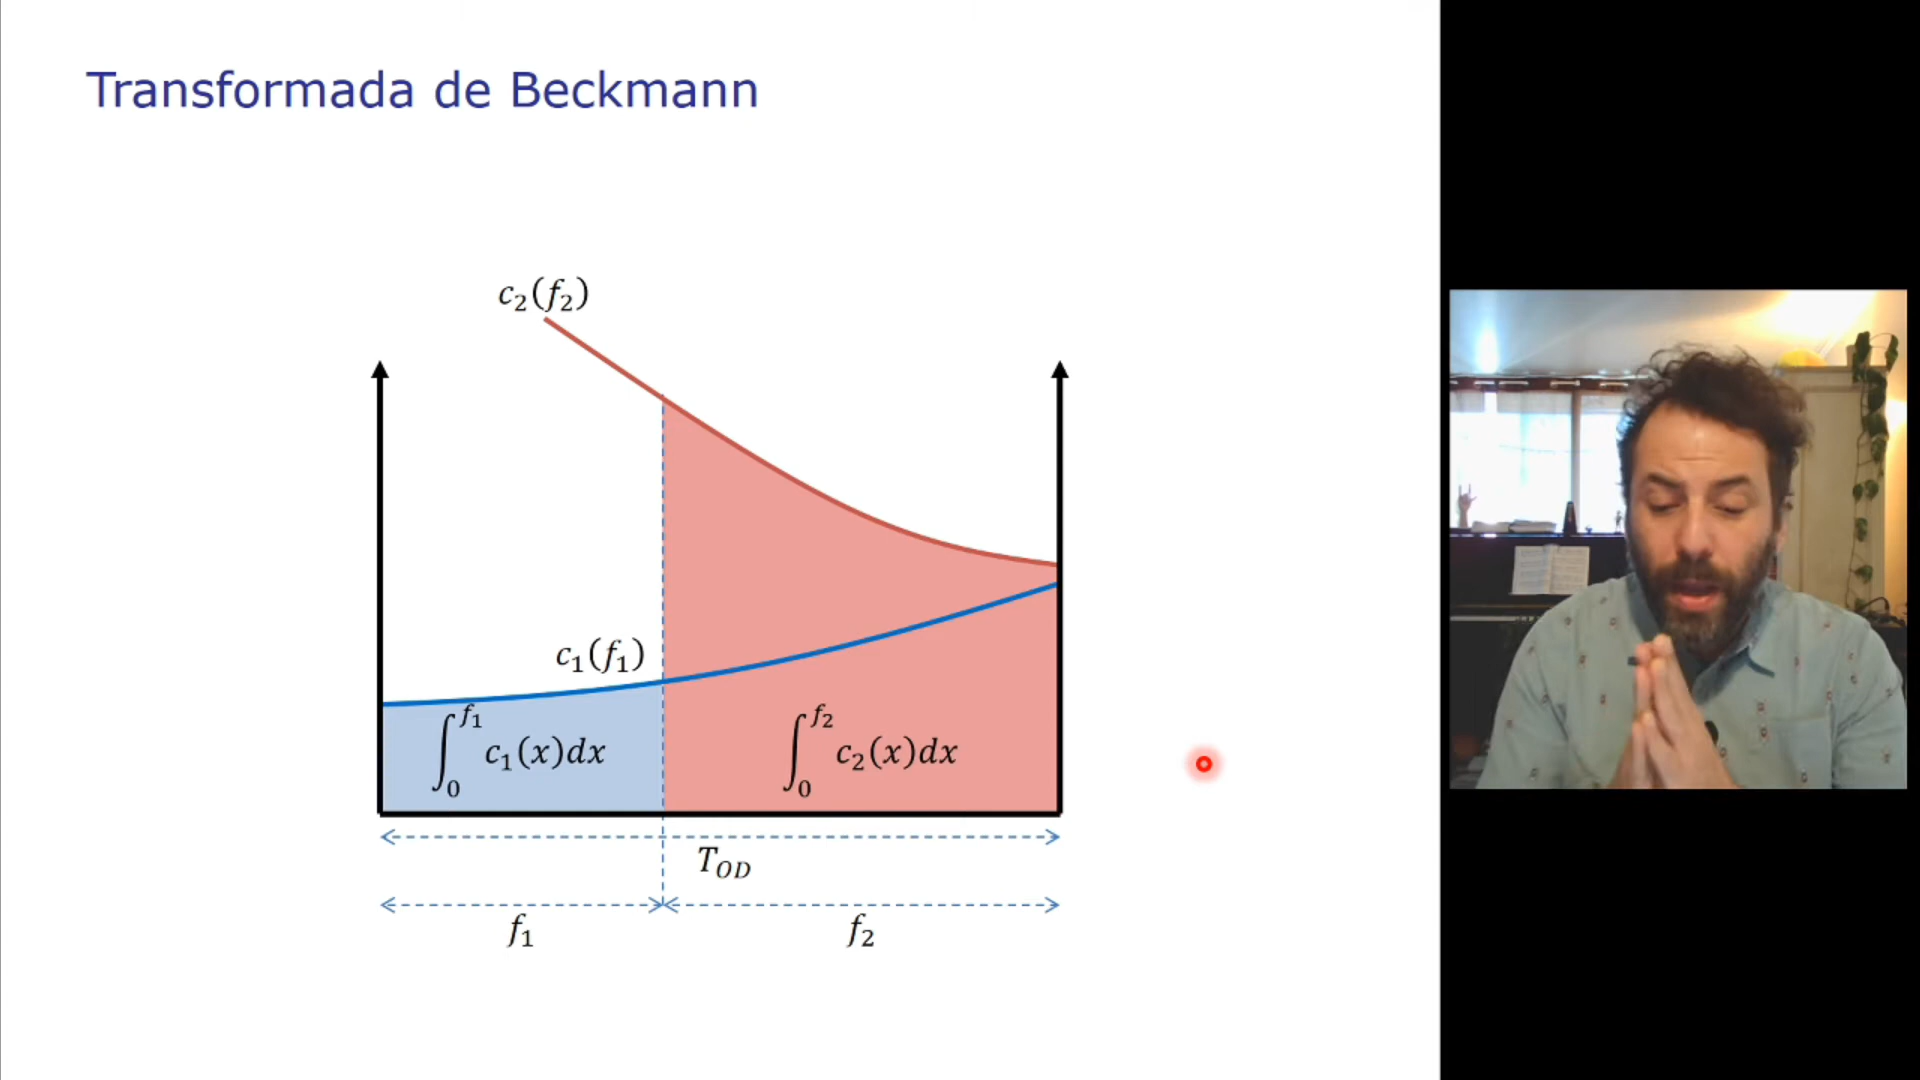 Transformada de Beckmann
c₂(f₂)
c₁(f₁)
∫₀^f₁ c₁(x)dx
∫₀^f₂ c₂(x)dx
T_OD
f₁
f₂